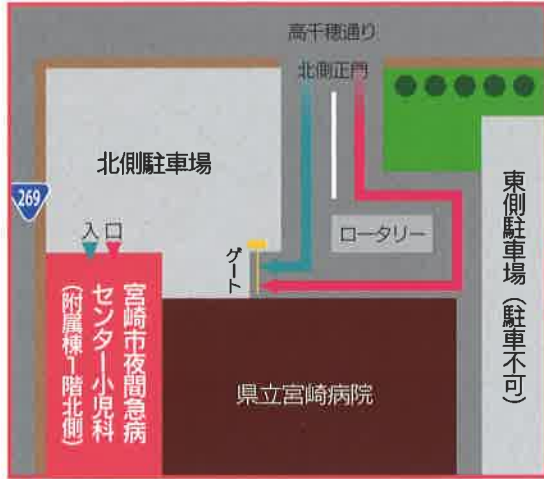 高千穂通り
北側正門
北側駐車場
269
入口
ゲート
ロータリー
東側駐車場（駐車不可）
宮崎市夜間急病
センター小児科
（附属棟1階北側）
県立宮崎病院